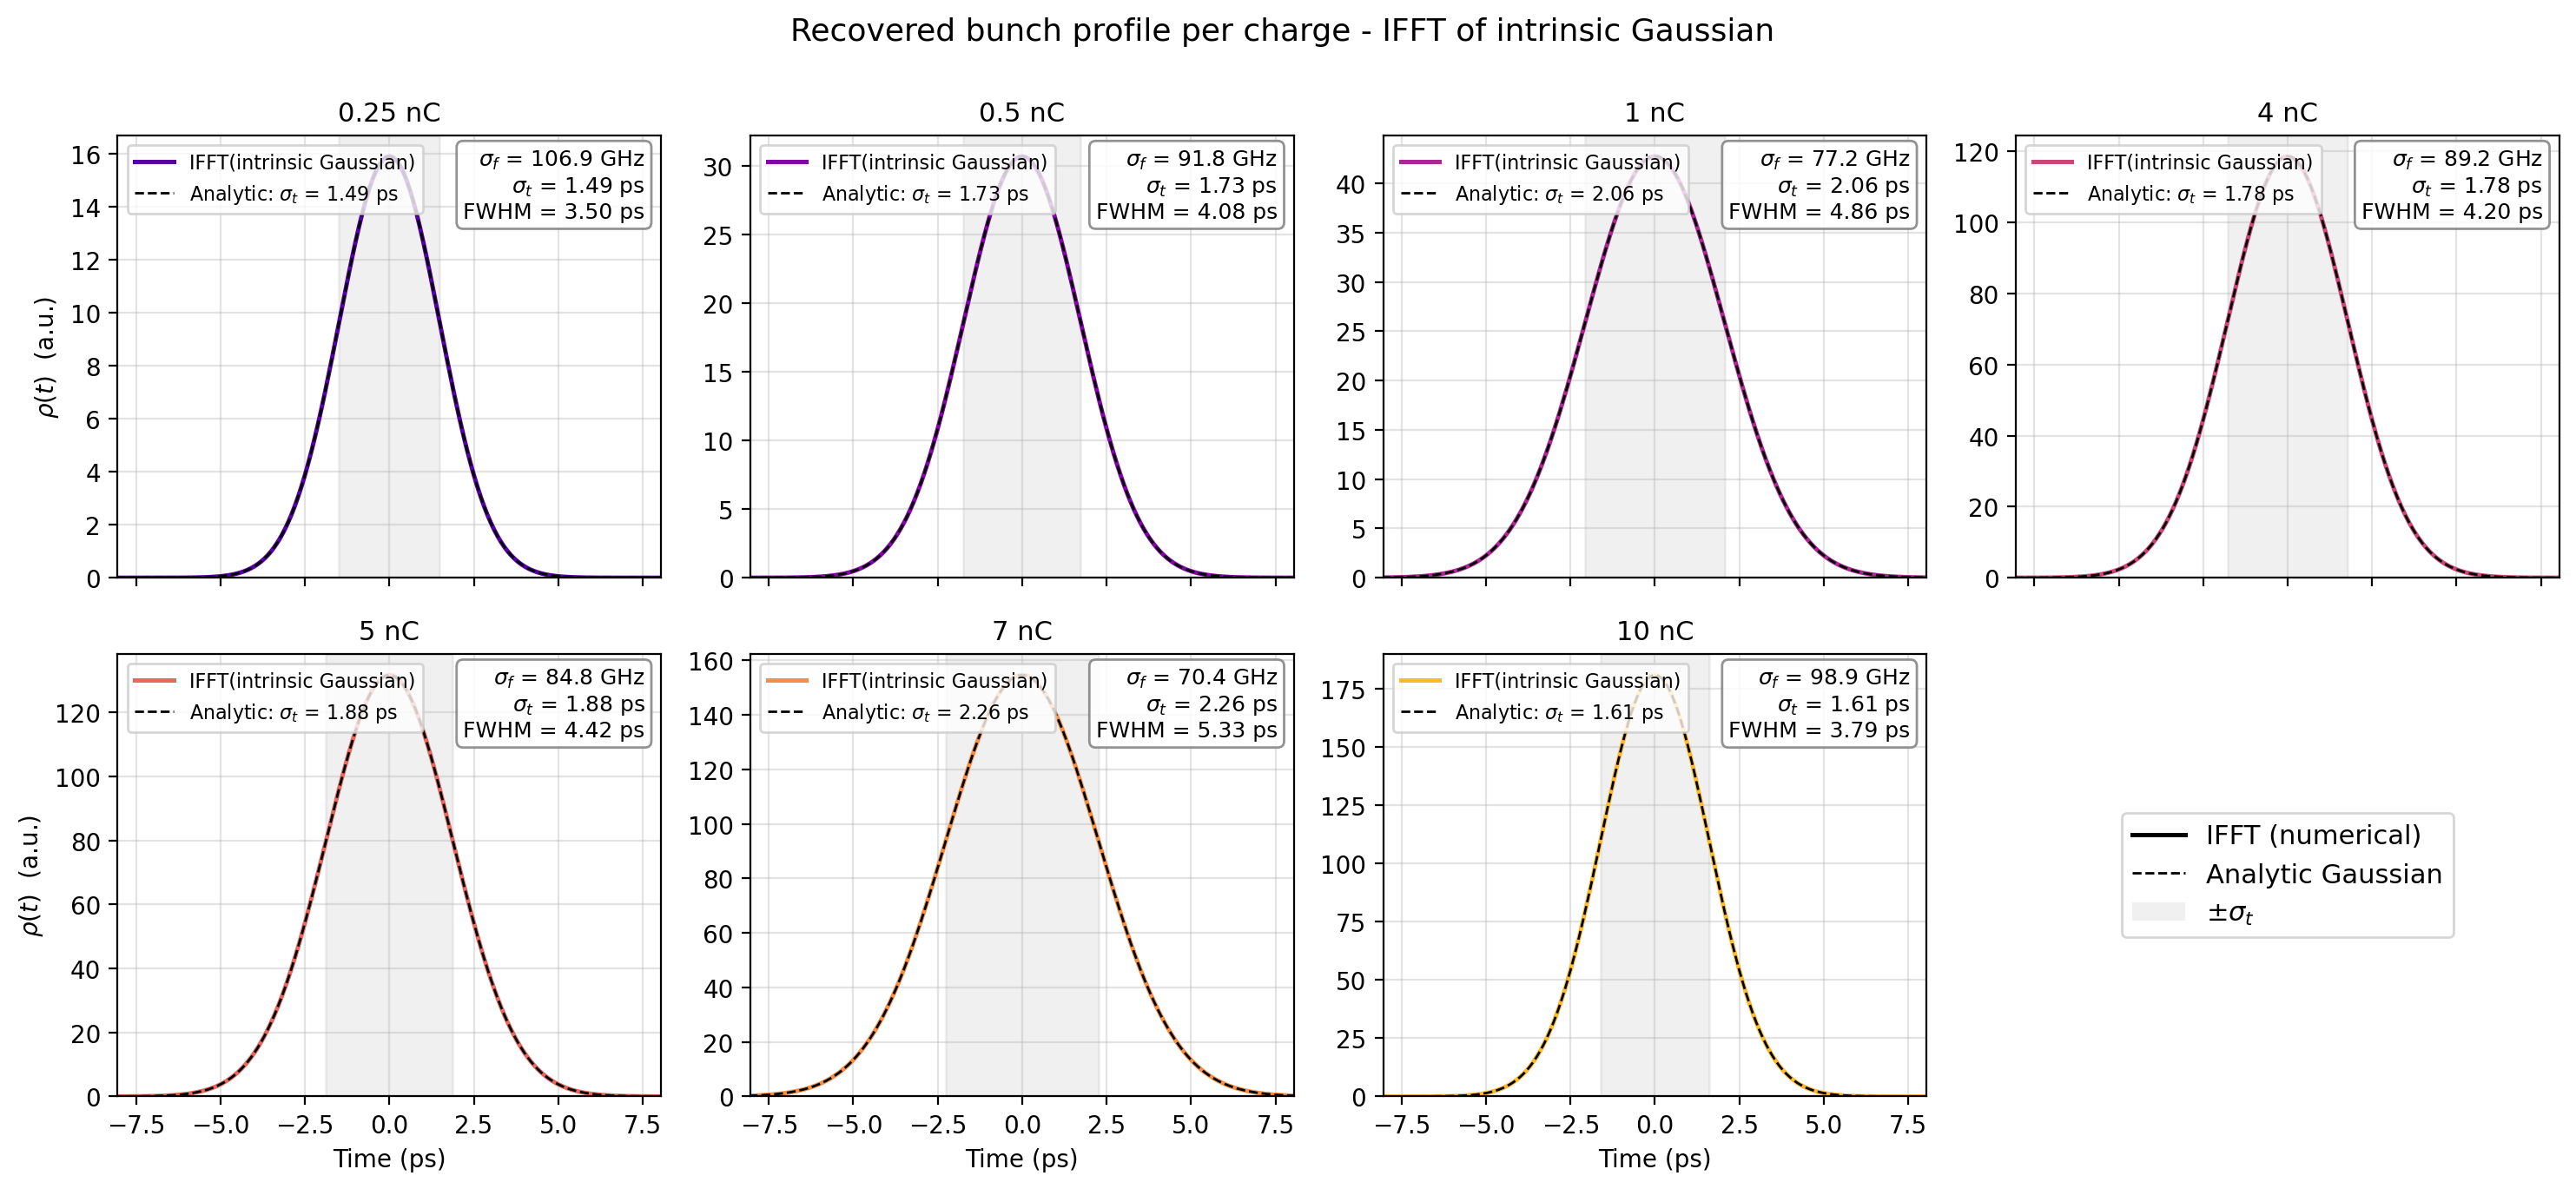 Recovered bunch profile per charge - IFFT of intrinsic Gaussian
0.25 nC
IFFT(intrinsic Gaussian)
Analytic: σt = 1.49 ps
σf = 106.9 GHz
σt = 1.49 ps
FWHM = 3.50 ps
16
14
12
10
8
6
4
2
0
ρ(t) (a.u.)
0.5 nC
IFFT(intrinsic Gaussian)
Analytic: σt = 1.73 ps
σf = 91.8 GHz
σt = 1.73 ps
FWHM = 4.08 ps
30
25
20
15
10
5
0
1 nC
IFFT(intrinsic Gaussian)
Analytic: σt = 2.06 ps
σf = 77.2 GHz
σt = 2.06 ps
FWHM = 4.86 ps
40
35
30
25
20
15
10
5
0
4 nC
IFFT(intrinsic Gaussian)
Analytic: σt = 1.78 ps
σf = 89.2 GHz
σt = 1.78 ps
FWHM = 4.20 ps
120
100
80
60
40
20
0
5 nC
IFFT(intrinsic Gaussian)
Analytic: σt = 1.88 ps
σf = 84.8 GHz
σt = 1.88 ps
FWHM = 4.42 ps
120
100
80
60
40
20
0
ρ(t) (a.u.)
−7.5 −5.0 −2.5 0.0 2.5 5.0 7.5
Time (ps)
7 nC
IFFT(intrinsic Gaussian)
Analytic: σt = 2.26 ps
σf = 70.4 GHz
σt = 2.26 ps
FWHM = 5.33 ps
160
140
120
100
80
60
40
20
0
−7.5 −5.0 −2.5 0.0 2.5 5.0 7.5
Time (ps)
10 nC
IFFT(intrinsic Gaussian)
Analytic: σt = 1.61 ps
σf = 98.9 GHz
σt = 1.61 ps
FWHM = 3.79 ps
175
150
125
100
75
50
25
0
−7.5 −5.0 −2.5 0.0 2.5 5.0 7.5
Time (ps)
IFFT (numerical)
Analytic Gaussian
±σt